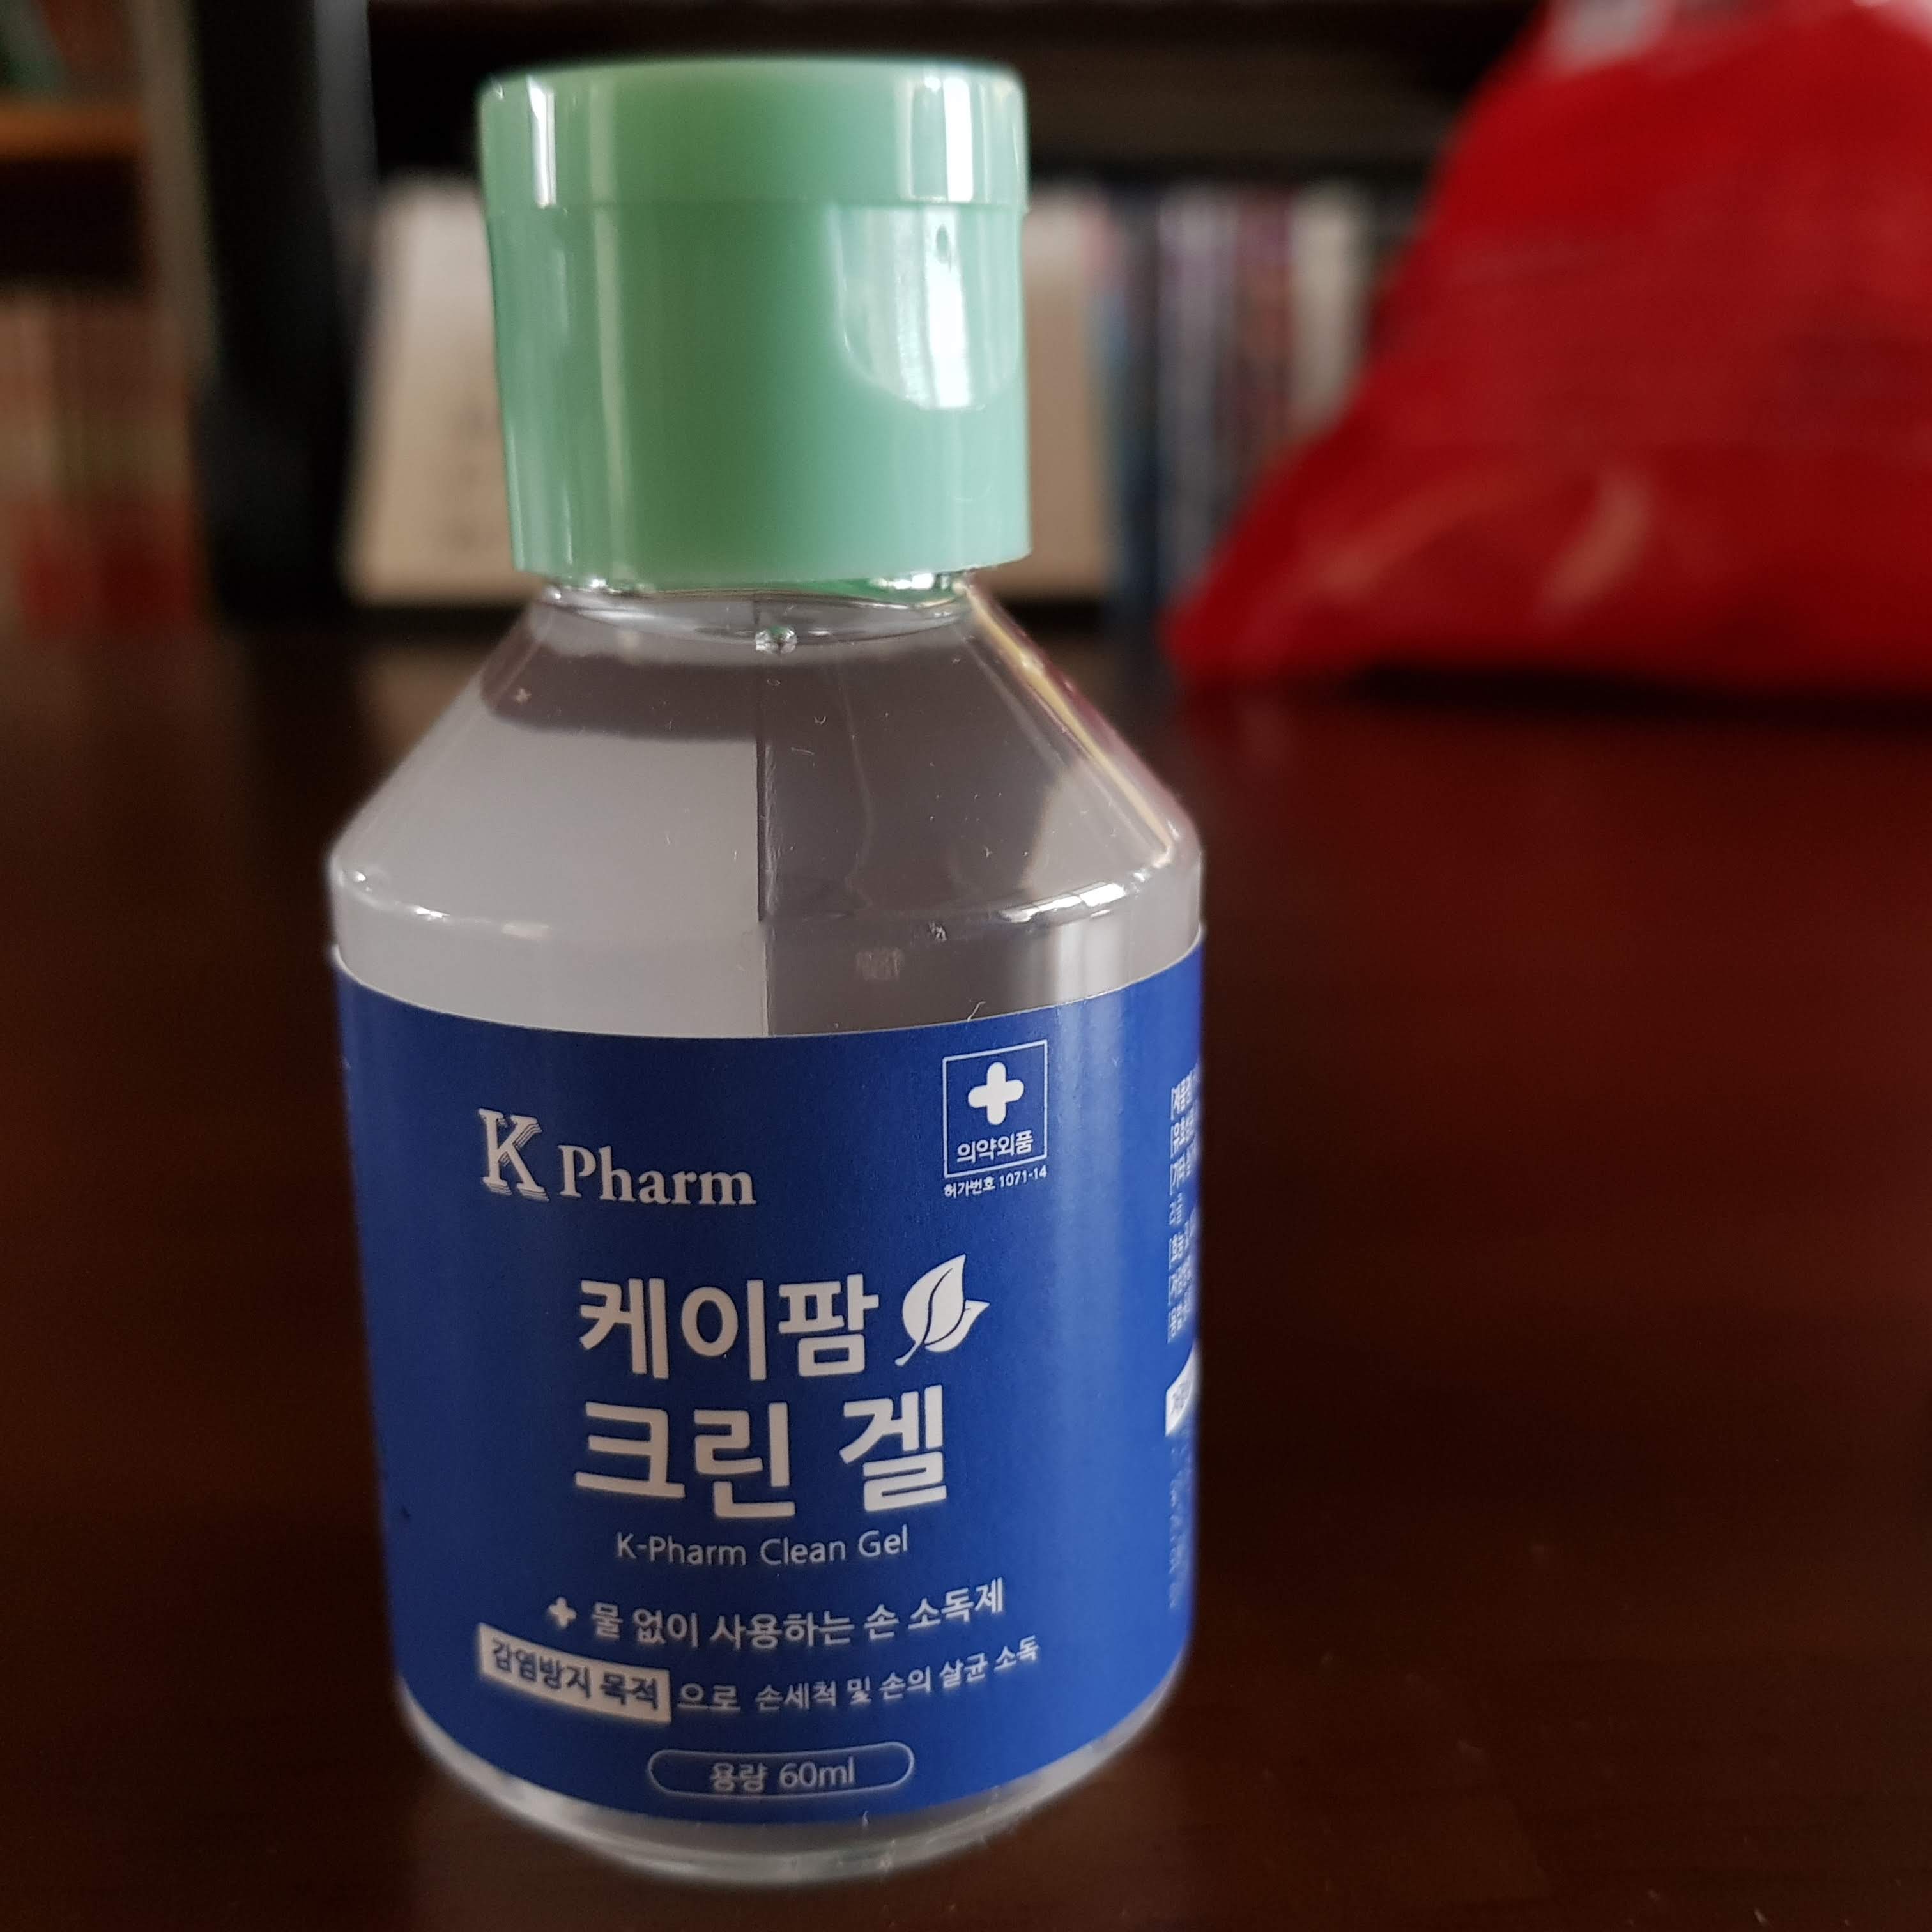 K Pharm
의약외품
허가번호 1071-14
케이팜
크린 겔
K-Pharm Clean Gel
물 없이 사용하는 손 소독제
감염방지 목적 으로 손세척 및 손의 살균 소독
용량 60ml